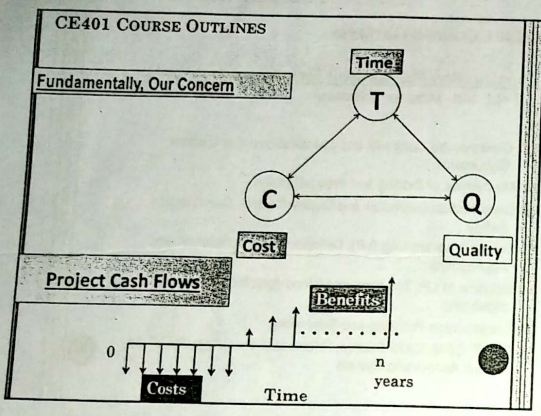 CE401 COURSE OUTLINES
Time
Fundamentally, Our Concern
T
C
Q
Cost
Quality
Project Cash Flows
Benefits
0
n
years
Costs
Time